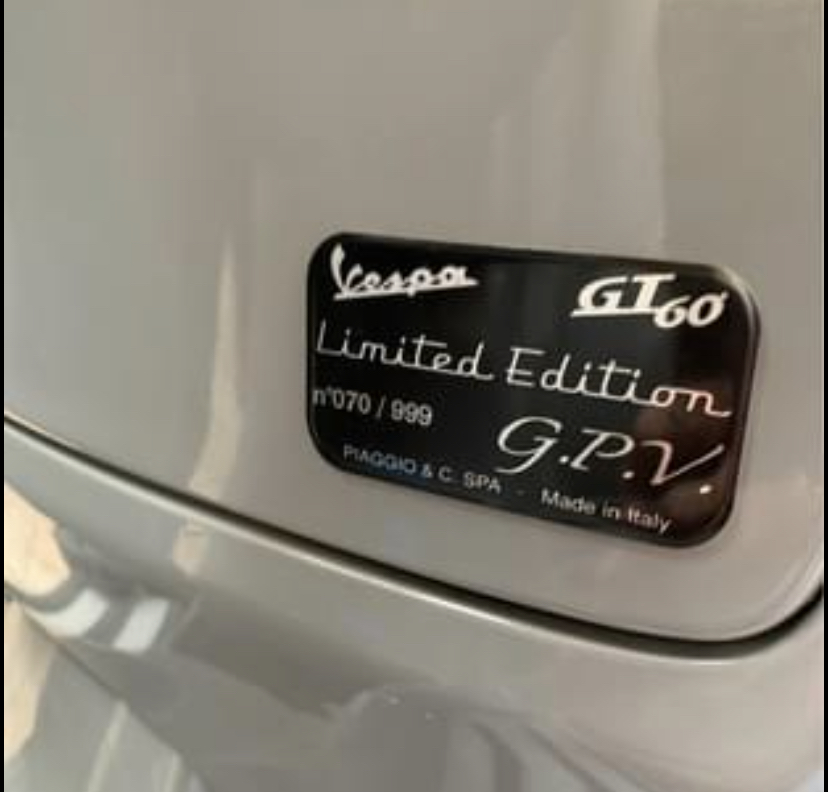 Vespa GT60
Limited Edition
n°070 / 999
G.P.V.
PIAGGIO & C. SPA - Made in Italy